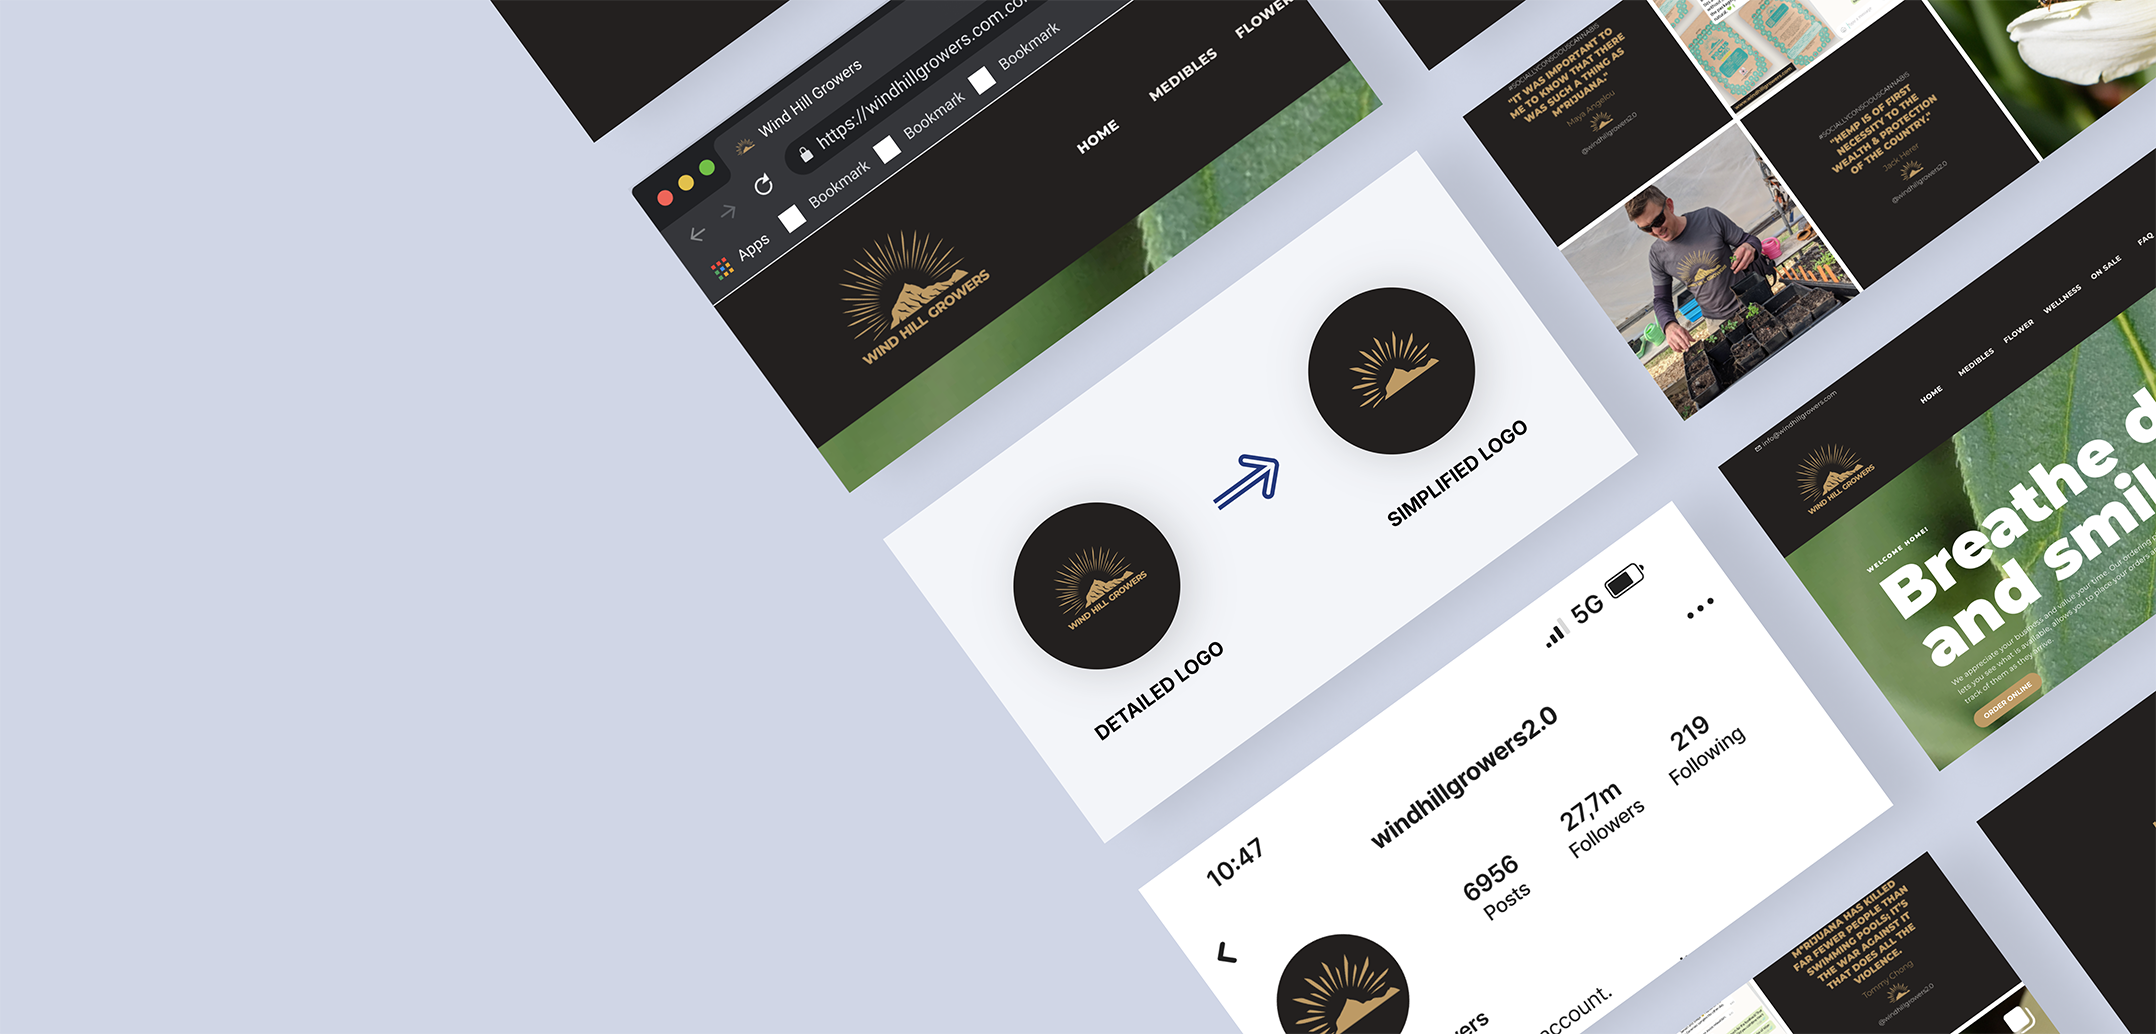 Wind Hill Growers
https://windhillgrowers.com.co
Apps
Bookmark
Bookmark
Bookmark
HOME
MEDIBLES
WIND HILL GROWERS
WIND HILL GROWERS
DETAILED LOGO
SIMPLIFIED LOGO
10:47
5G
windhillgrowers2.0
6956
Posts
27,7m
Followers
219
Following
account.
#SOCIALLYCONSCIOUSCANNABIS
"IT WAS IMPORTANT TO
ME TO KNOW THAT THERE
WAS SUCH A THING AS
M*RIJUANA."
Maya Angelou
@windhillgrowers2.0
www.windhillgrowers.com
#SOCIALLYCONSCIOUSCANNABIS
"HEMP IS OF FIRST
NECESSITY TO THE
WEALTH & PROTECTION
OF THE COUNTRY."
Jack Herer
@windhillgrowers2.0
info@windhillgrowers.com
WIND HILL GROWERS
HOME
MEDIBLES
FLOWER
WELLNESS
ON SALE
FAQ
WELCOME HOME!
Breathe d
and smil
We appreciate your business and value your time. Our ordering
lets you see what is available, allows you to place your orders
track of them as they arrive.
ORDER ONLINE
M*RIJUANA HAS KILLED
FAR FEWER PEOPLE THAN
SWIMMING POOLS; IT'S
THE WAR AGAINST IT
THAT DOES ALL THE
VIOLENCE.
Tommy Chong
@windhillgrowers2.0